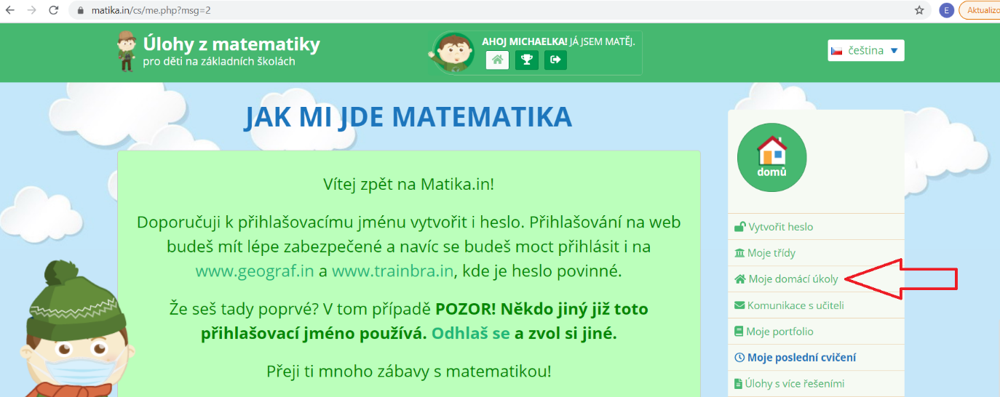 matika.in/cs/me.php?msg=2
E
Úlohy z matematiky
pro děti na základních školách
AHOJ MICHAELKA! JÁ JSEM MATĚJ.
čeština
JAK MI JDE MATEMATIKA
Vítej zpět na Matika.in!
Doporučuji k přihlašovacímu jménu vytvořit i heslo. Přihlašování na web
budeš mít lépe zabezpečené a navíc se budeš moct přihlásit i na
www.geograf.in a www.trainbra.in, kde je heslo povinné.
Že seš tady poprvé? V tom případě POZOR! Někdo jiný již toto
přihlašovací jméno používá. Odhlaš se a zvol si jiné.
Přeji ti mnoho zábavy s matematikou!
domů
Vytvořit heslo
Moje třídy
Moje domácí úkoly
Komunikace s učiteli
Moje portfolio
Moje poslední cvičení
Úlohy s více řešeními